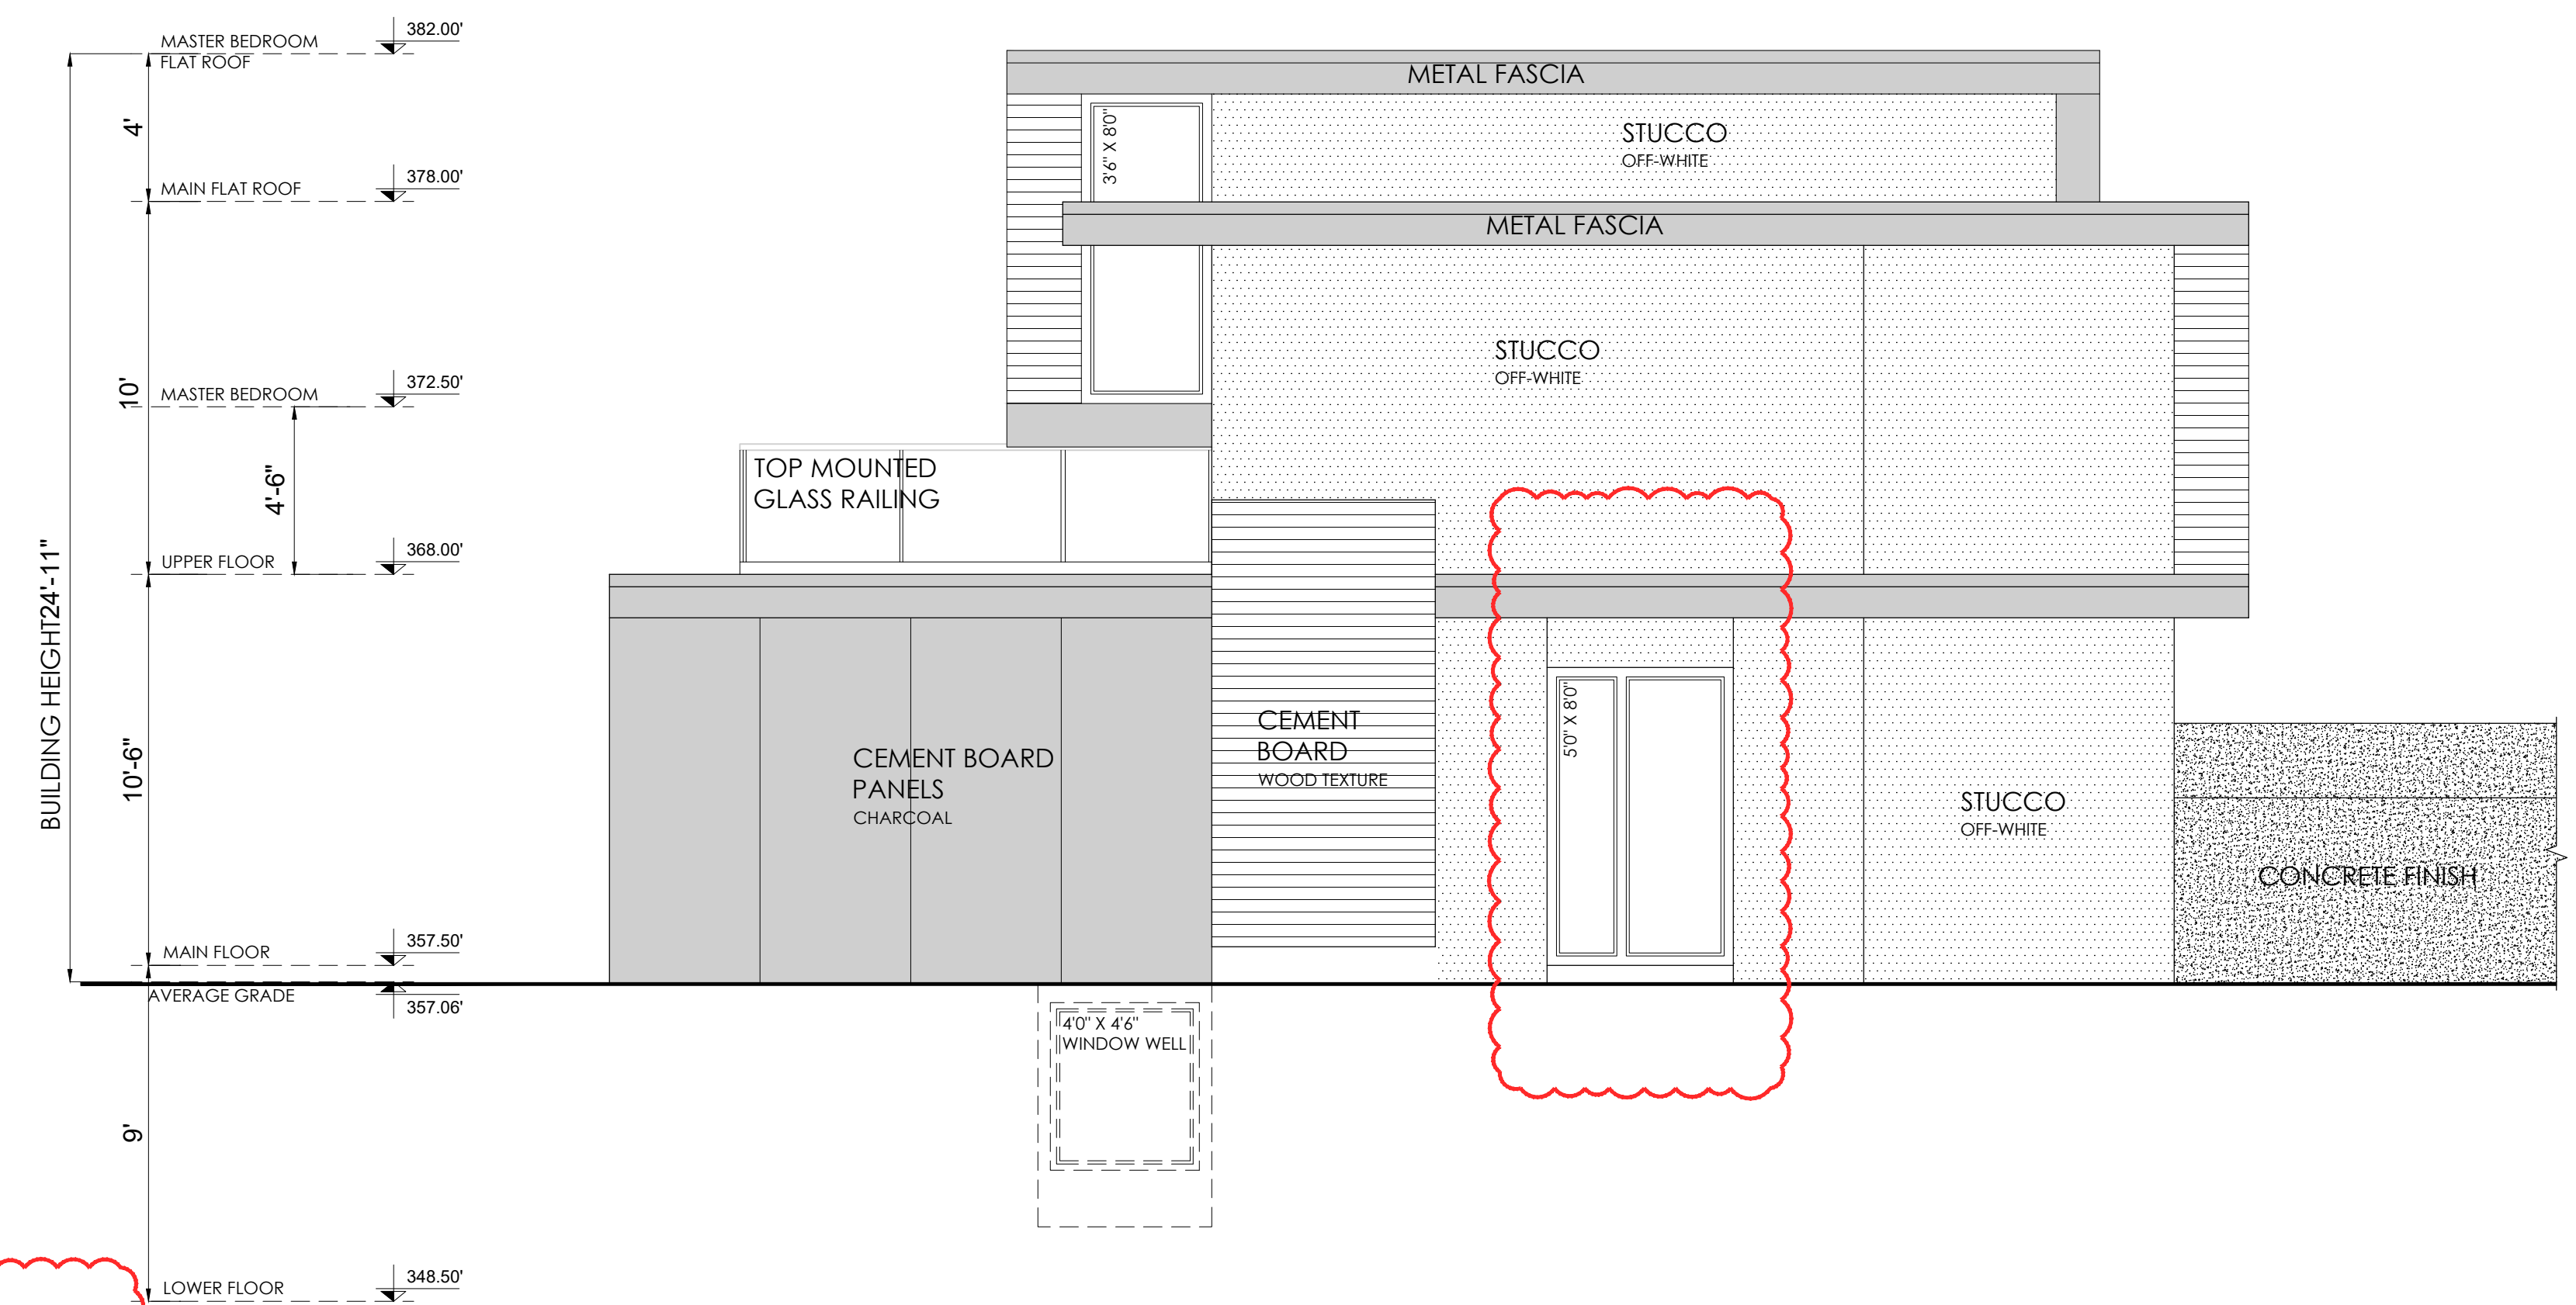 MASTER BEDROOM
FLAT ROOF
382.00'
METAL FASCIA
4'
3'6" X 8'0"
STUCCO
OFF-WHITE
MAIN FLAT ROOF
378.00'
METAL FASCIA
10'
STUCCO
OFF-WHITE
MASTER BEDROOM
372.50'
4'-6"
TOP MOUNTED
GLASS RAILING
UPPER FLOOR
368.00'
BUILDING HEIGHT24'-11"
10'-6"
CEMENT BOARD
PANELS
CHARCOAL
CEMENT
BOARD
WOOD TEXTURE
5'0" X 8'0"
STUCCO
OFF-WHITE
CONCRETE FINISH
MAIN FLOOR
357.50'
AVERAGE GRADE
357.06'
4'0" X 4'6"
WINDOW WELL
9'
LOWER FLOOR
348.50'